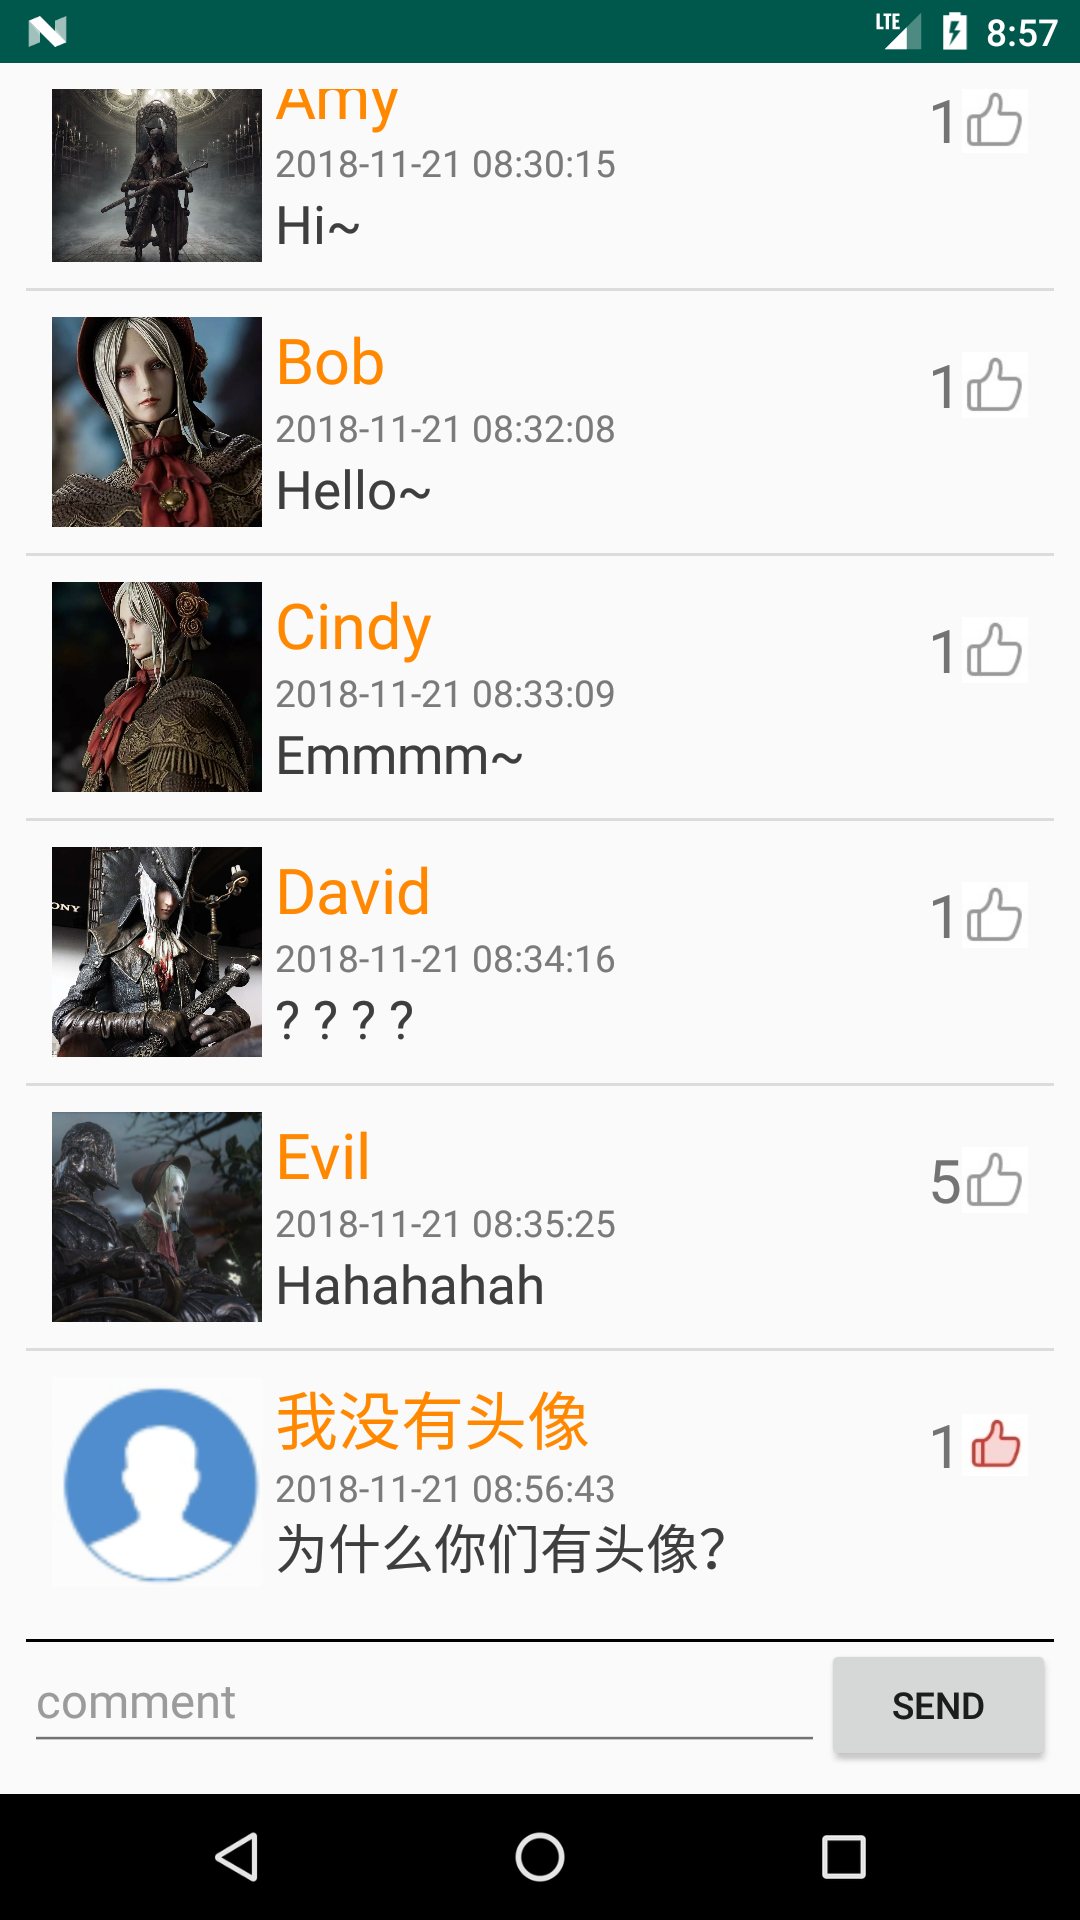 LTE 8:57
Amy
1
2018-11-21 08:30:15
Hi~
Bob
1
2018-11-21 08:32:08
Hello~
Cindy
1
2018-11-21 08:33:09
Emmmm~
David
1
2018-11-21 08:34:16
? ? ? ?
ONY
Evil
5
2018-11-21 08:35:25
Hahahahah
我没有头像
1
2018-11-21 08:56:43
为什么你们有头像?
comment
SEND